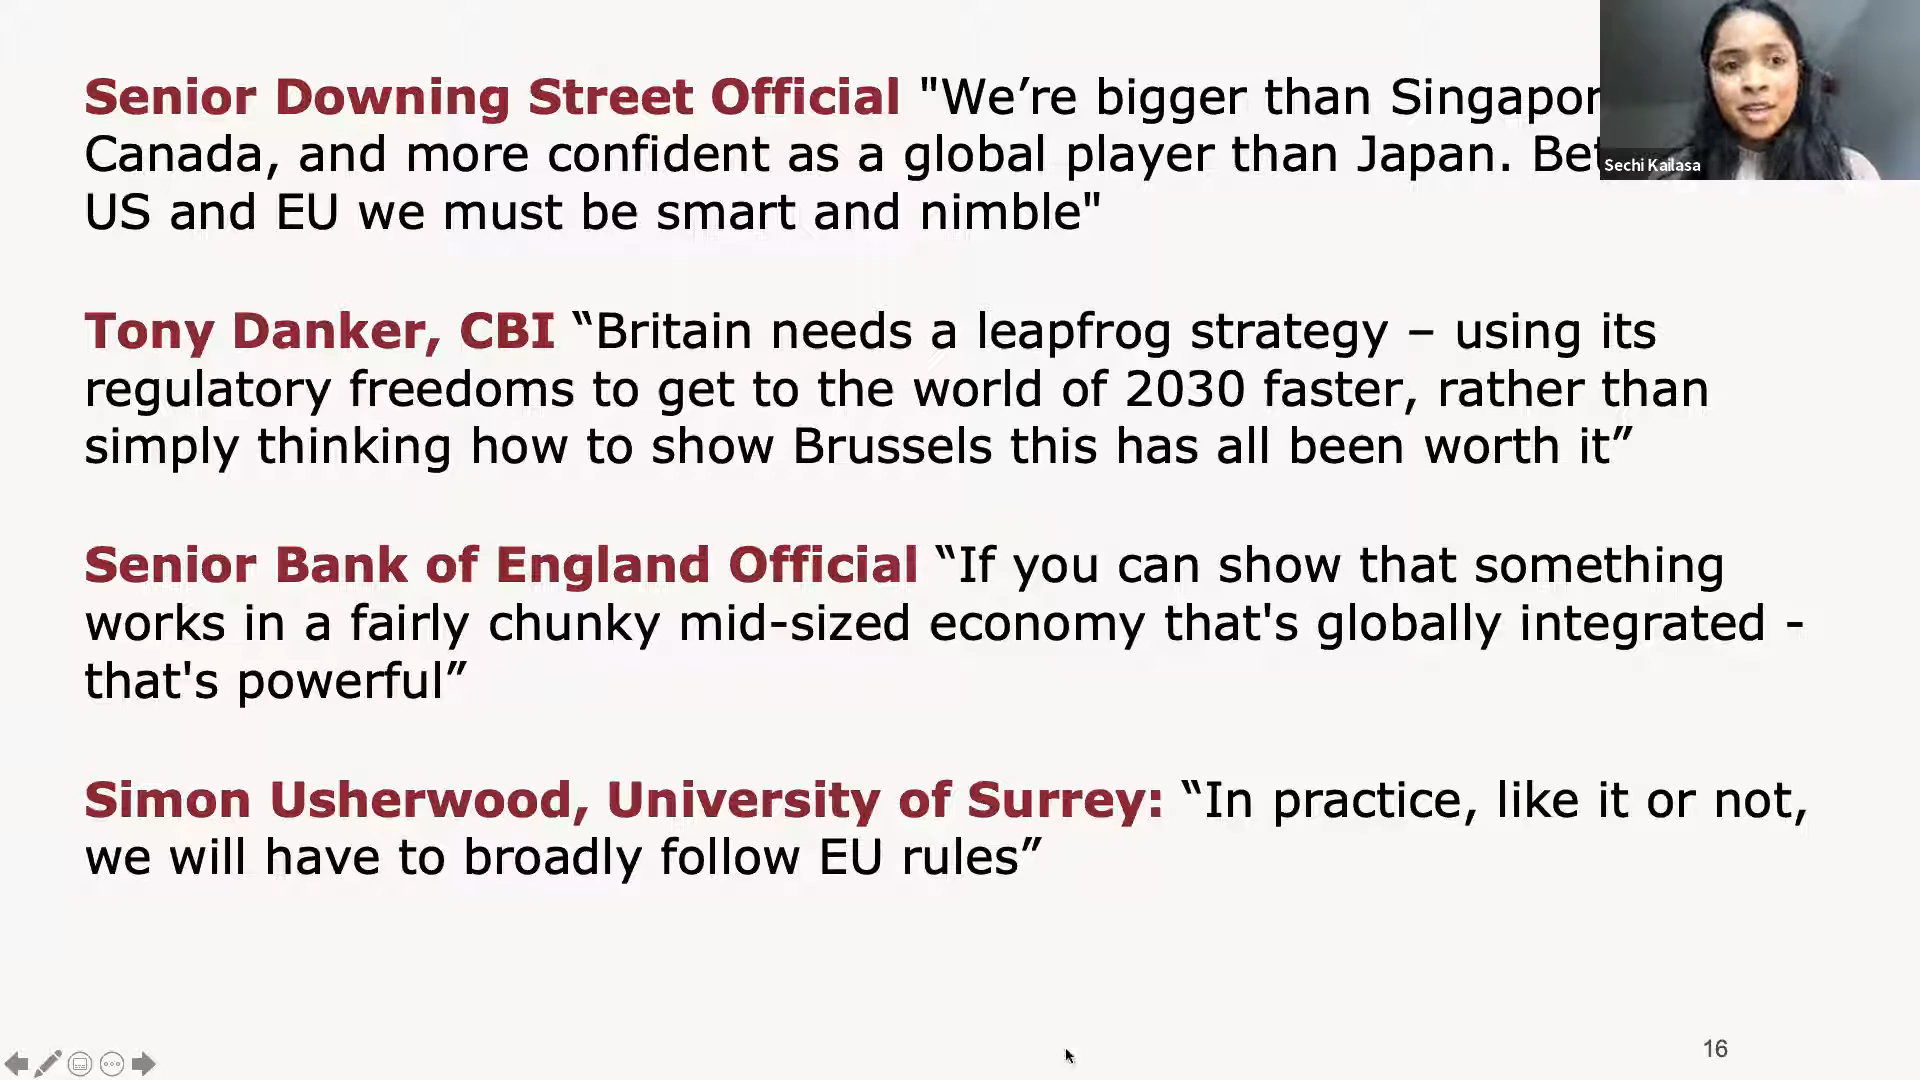 Senior Downing Street Official "We’re bigger than
Canada, and more confident as a global player than Japan.
US and EU we must be smart and nimble"
Tony Danker, CBI “Britain needs a leapfrog strategy – using its
regulatory freedoms to get to the world of 2030 faster, rather than
simply thinking how to show Brussels this has all been worth it”
Senior Bank of England Official “If you can show that something
works in a fairly chunky mid-sized economy that's globally integrated -
that's powerful”
Simon Usherwood, University of Surrey: “In practice, like it or not,
we will have to broadly follow EU rules”
Sechi Kailasa
16